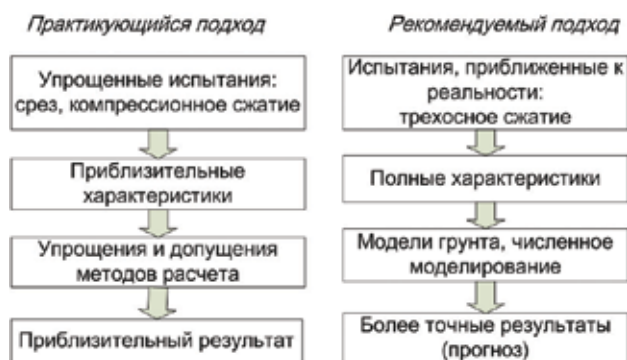 Практикующийся подход
Упрощенные испытания:
срез, компрессионное сжатие
Приблизительные
характеристики
Упрощения и допущения
методов расчета
Приблизительный результат
Рекомендуемый подход
Испытания, приближенные к
реальности:
трехосное сжатие
Полные характеристики
Модели грунта, численное
моделирование
Более точные результаты
(прогноз)